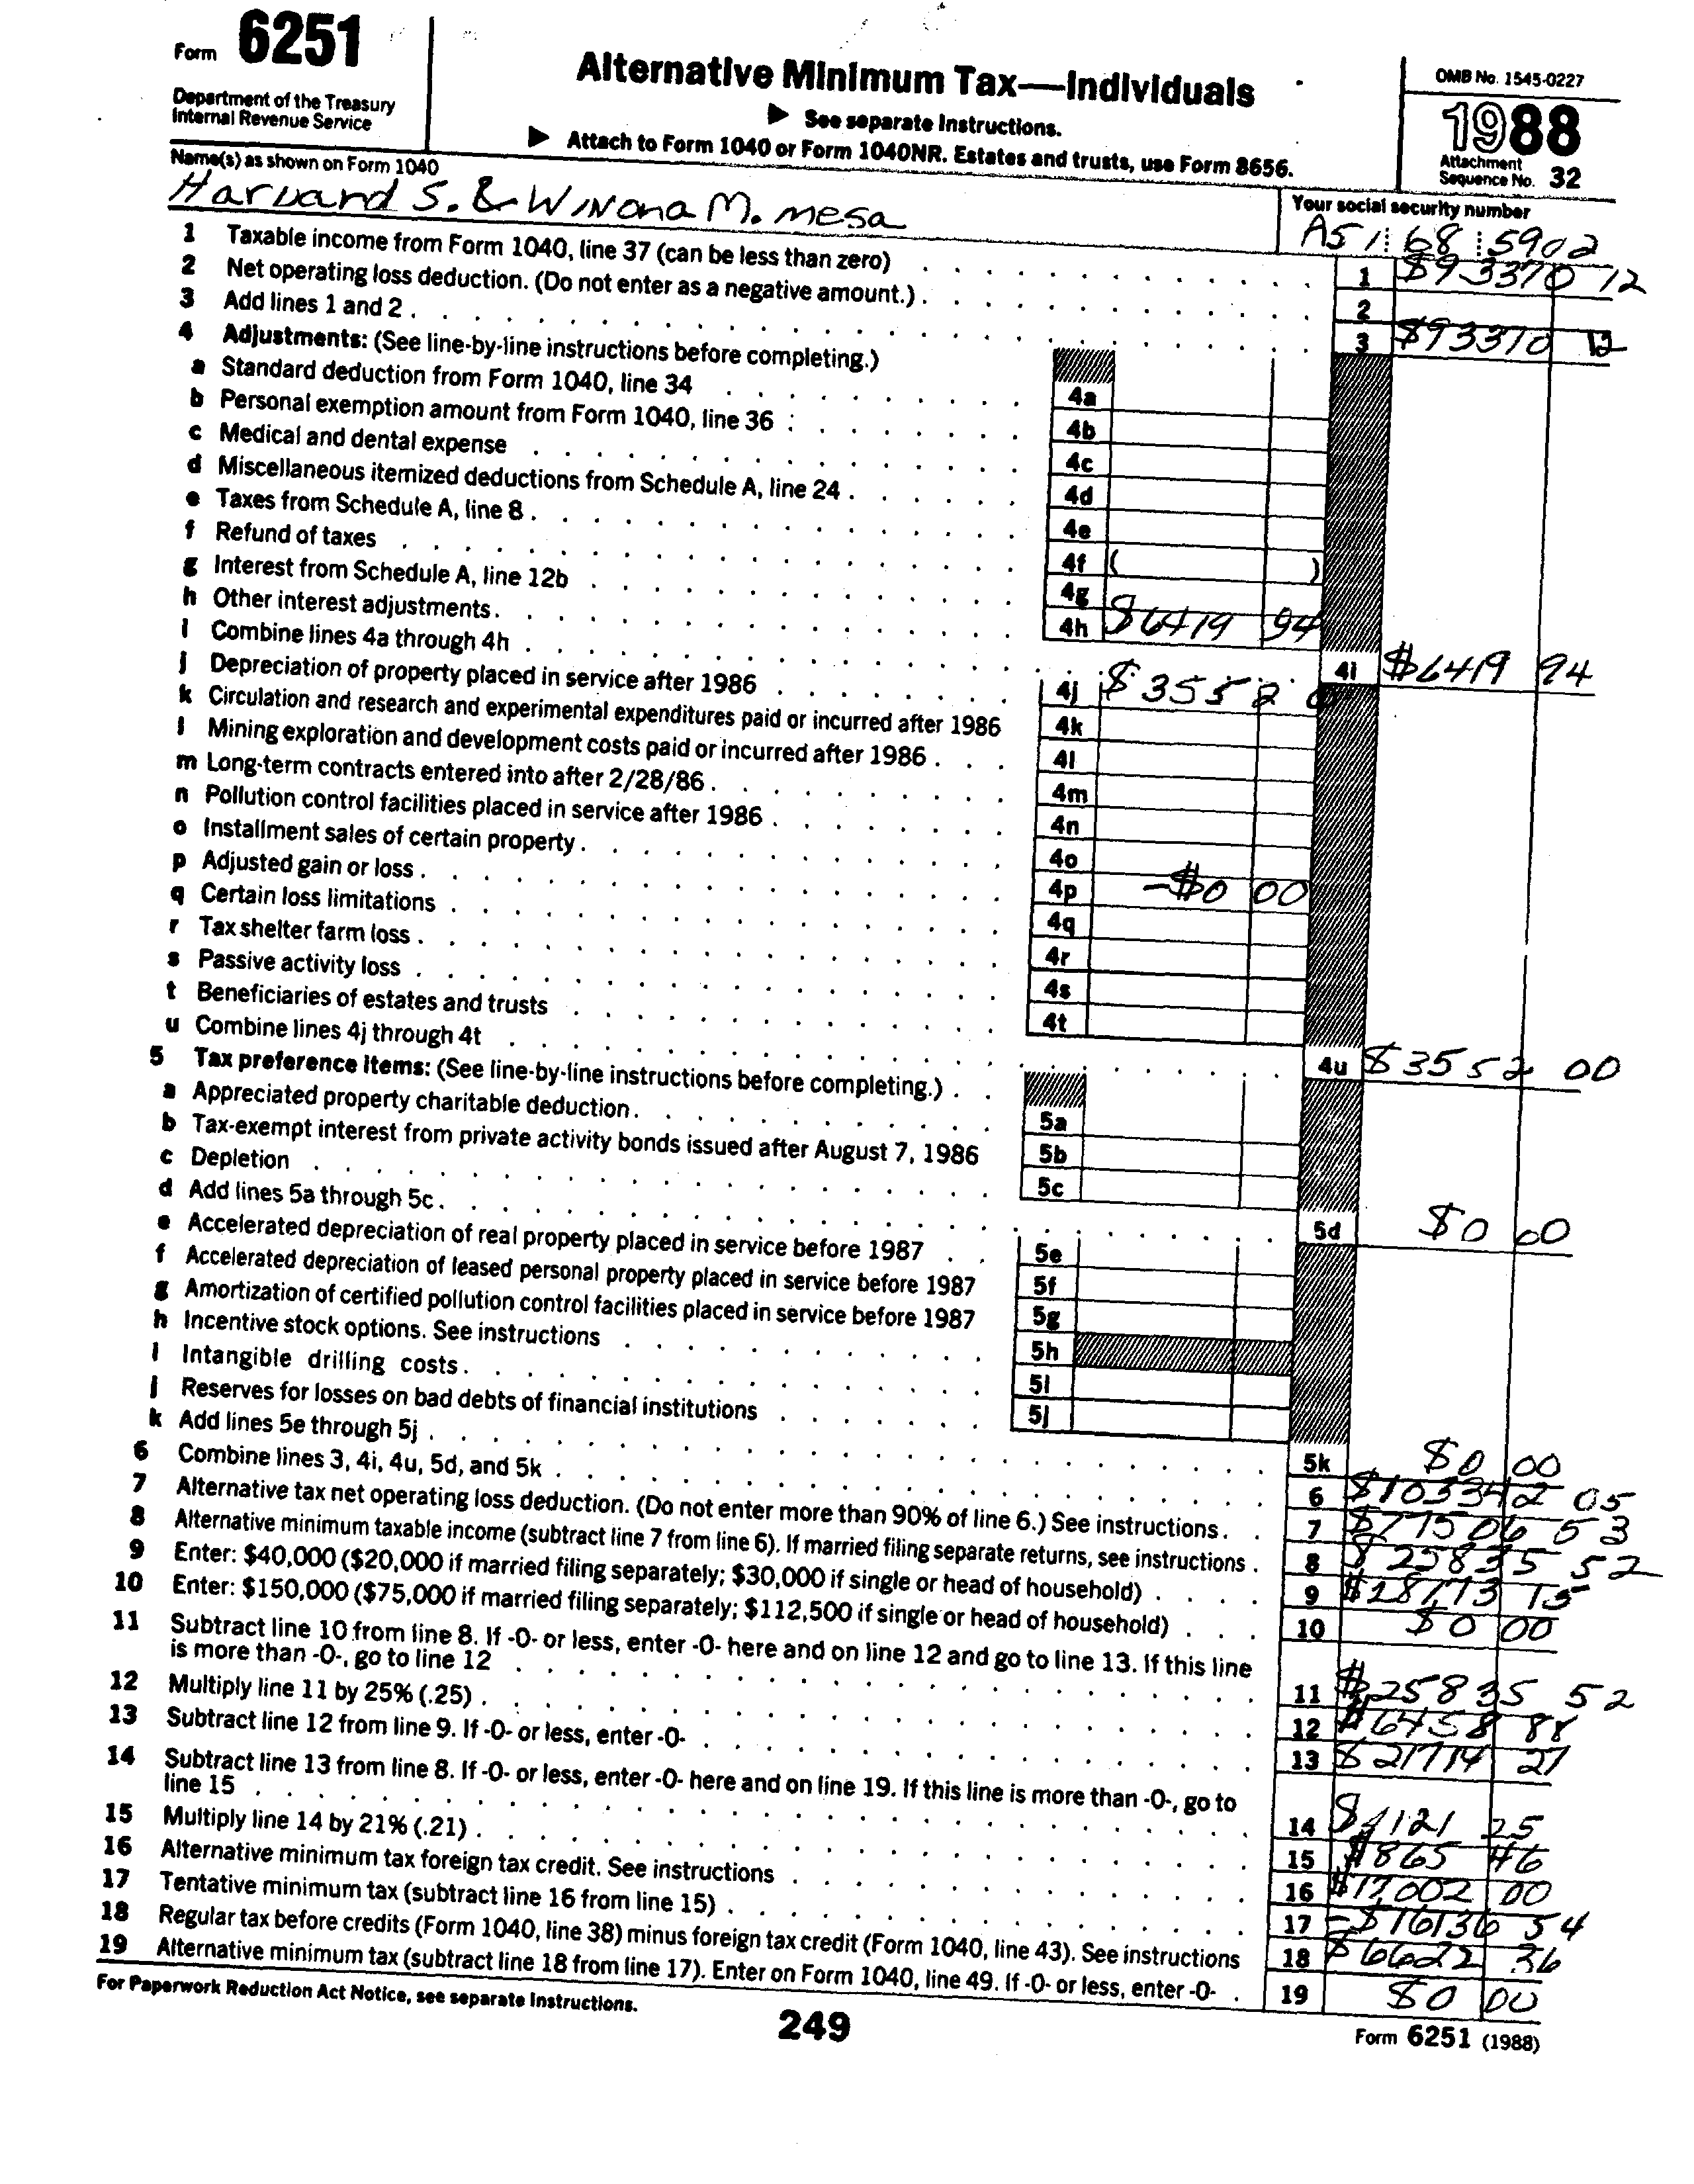 Form 6251
Department of the Treasury
Internal Revenue Service
Alternative Minimum Tax—Individuals
▶ See separate Instructions.
▶ Attach to Form 1040 or Form 1040NR. Estates and trusts, use Form 8656.
OMB No. 1545-0227
1988
Attachment
Sequence No. 32
Name(s) as shown on Form 1040
Harvard S. & Winona M. mesa
Your social security number
A51 68 5902
1 Taxable income from Form 1040, line 37 (can be less than zero) 1 $93370 12
2 Net operating loss deduction. (Do not enter as a negative amount.) 2
3 Add lines 1 and 2 3 $93370 12
4 Adjustments: (See line-by-line instructions before completing.)
a Standard deduction from Form 1040, line 34 4a
b Personal exemption amount from Form 1040, line 36 4b
c Medical and dental expense 4c
d Miscellaneous itemized deductions from Schedule A, line 24 4d
e Taxes from Schedule A, line 8 4e
f Refund of taxes 4f ( )
g Interest from Schedule A, line 12b 4g
h Other interest adjustments 4h $6419 94
i Combine lines 4a through 4h 4i $6419 94
j Depreciation of property placed in service after 1986 4j $3552
k Circulation and research and experimental expenditures paid or incurred after 1986 4k
l Mining exploration and development costs paid or incurred after 1986 4l
m Long-term contracts entered into after 2/28/86 4m
n Pollution control facilities placed in service after 1986 4n
o Installment sales of certain property 4o
p Adjusted gain or loss 4p -$0 00
q Certain loss limitations 4q
r Tax shelter farm loss 4r
s Passive activity loss 4s
t Beneficiaries of estates and trusts 4t
u Combine lines 4j through 4t 4u $3552 00
5 Tax preference items: (See line-by-line instructions before completing.)
a Appreciated property charitable deduction 5a
b Tax-exempt interest from private activity bonds issued after August 7, 1986 5b
c Depletion 5c
d Add lines 5a through 5c 5d $0 00
e Accelerated depreciation of real property placed in service before 1987 5e
f Accelerated depreciation of leased personal property placed in service before 1987 5f
g Amortization of certified pollution control facilities placed in service before 1987 5g
h Incentive stock options. See instructions 5h
i Intangible drilling costs 5i
j Reserves for losses on bad debts of financial institutions 5j
k Add lines 5e through 5j 5k $0 00
6 Combine lines 3, 4i, 4u, 5d, and 5k 6 $103342 05
7 Alternative tax net operating loss deduction. (Do not enter more than 90% of line 6.) See instructions 7 $77506 53
8 Alternative minimum taxable income (subtract line 7 from line 6). If married filing separate returns, see instructions 8 $25835 52
9 Enter: $40,000 ($20,000 if married filing separately; $30,000 if single or head of household) 9 $28173 15
10 Enter: $150,000 ($75,000 if married filing separately; $112,500 if single or head of household) 10 $0 00
11 Subtract line 10 from line 8. If -0- or less, enter -0- here and on line 12 and go to line 13. If this line
is more than -0-, go to line 12 11 $25835 52
12 Multiply line 11 by 25% (.25) 12 $6458 88
13 Subtract line 12 from line 9. If -0- or less, enter -0- 13 $21714 27
14 Subtract line 13 from line 8. If -0- or less, enter -0- here and on line 19. If this line is more than -0-, go to
line 15 14 $4121 25
15 Multiply line 14 by 21% (.21) 15 $865 46
16 Alternative minimum tax foreign tax credit. See instructions 16 $17,002 00
17 Tentative minimum tax (subtract line 16 from line 15) 17 -$16136 54
18 Regular tax before credits (Form 1040, line 38) minus foreign tax credit (Form 1040, line 43). See instructions 18 $6622 36
19 Alternative minimum tax (subtract line 18 from line 17). Enter on Form 1040, line 49. If -0- or less, enter -0- 19 $0 00
For Paperwork Reduction Act Notice, see separate Instructions.
249
Form 6251 (1988)